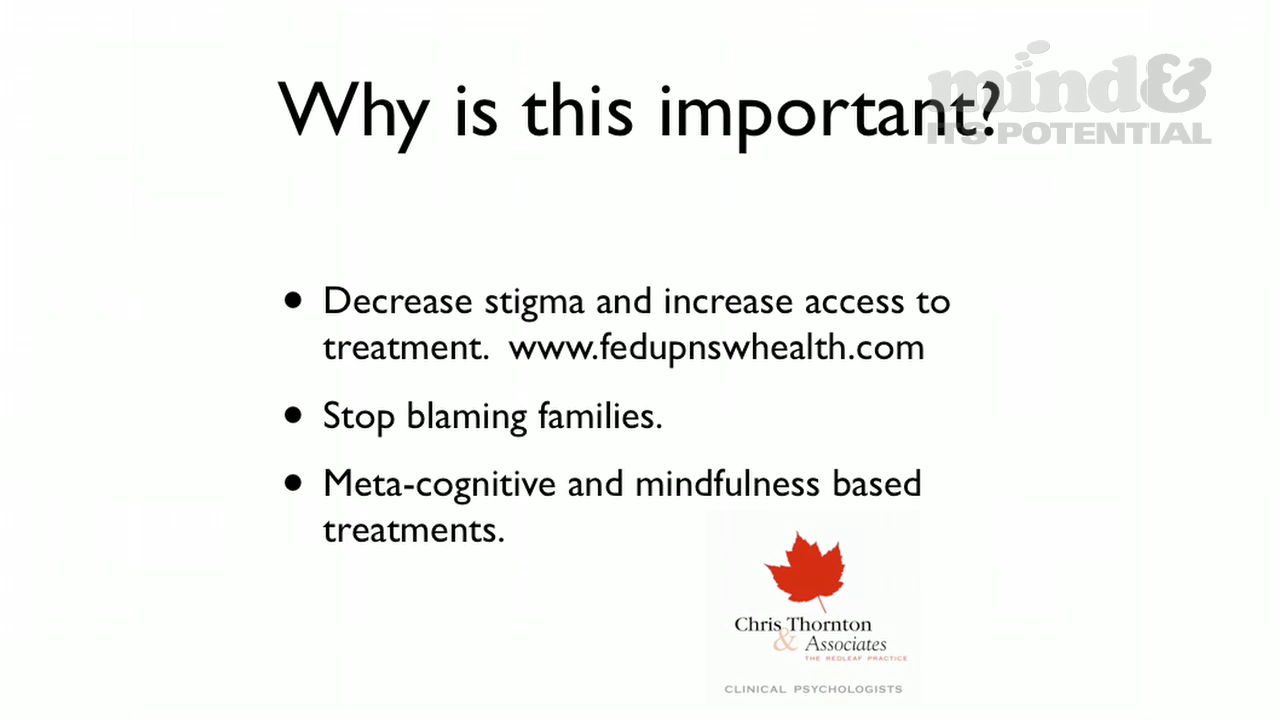 Why is this important?
mind&
ITS POTENTIAL
• Decrease stigma and increase access to
treatment. www.fedupnswhealth.com
• Stop blaming families.
• Meta-cognitive and mindfulness based
treatments.
Chris Thornton
& Associates
THE REDLEAF PRACTICE
CLINICAL PSYCHOLOGISTS